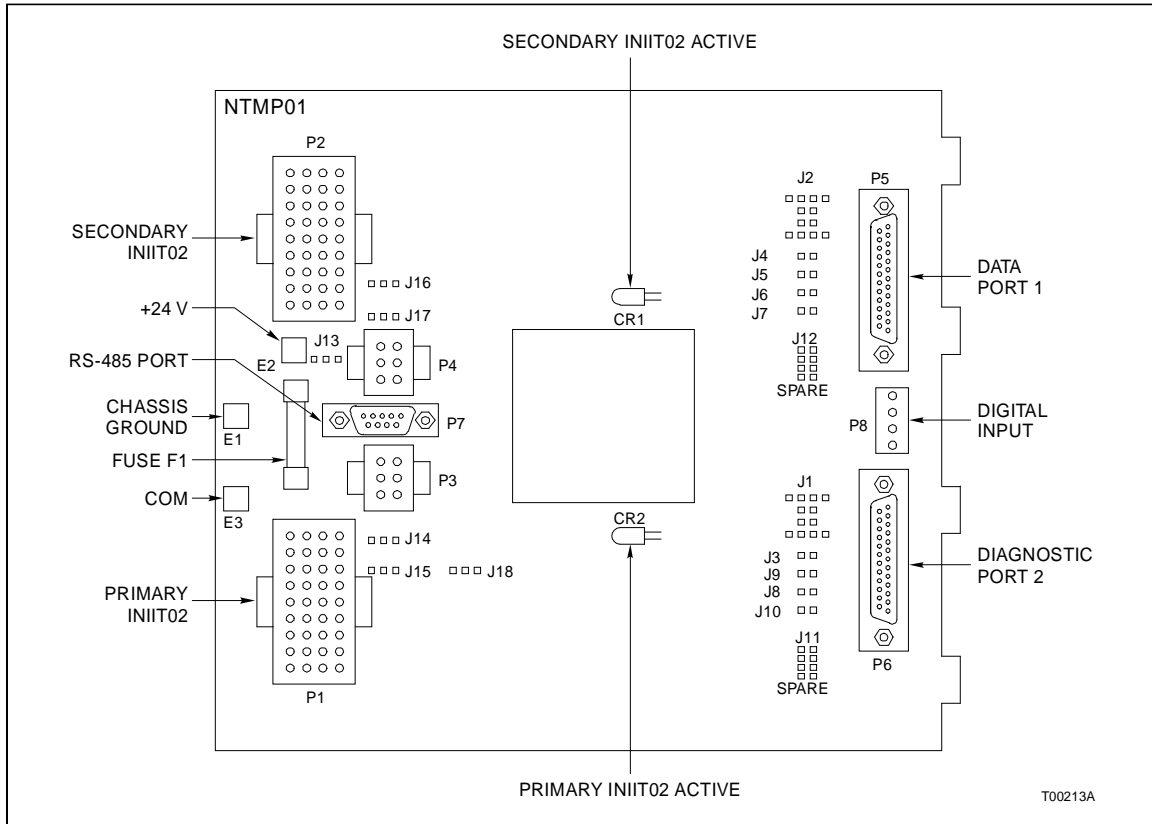 SECONDARY INIIT02 ACTIVE
NTMP01
P2
J2
P5
SECONDARY
INIIT02
J4
J5
J6
J7
DATA
PORT 1
J16
J17
CR1
+24 V
J13
E2
P4
J12
SPARE
RS-485 PORT
P7
CHASSIS
GROUND
E1
P8
DIGITAL
INPUT
FUSE F1
P3
COM
E3
J1
CR2
J14
J15
J18
J3
J9
J8
J10
DIAGNOSTIC
PORT 2
PRIMARY
INIIT02
J11
SPARE
P6
P1
PRIMARY INIIT02 ACTIVE
T00213A